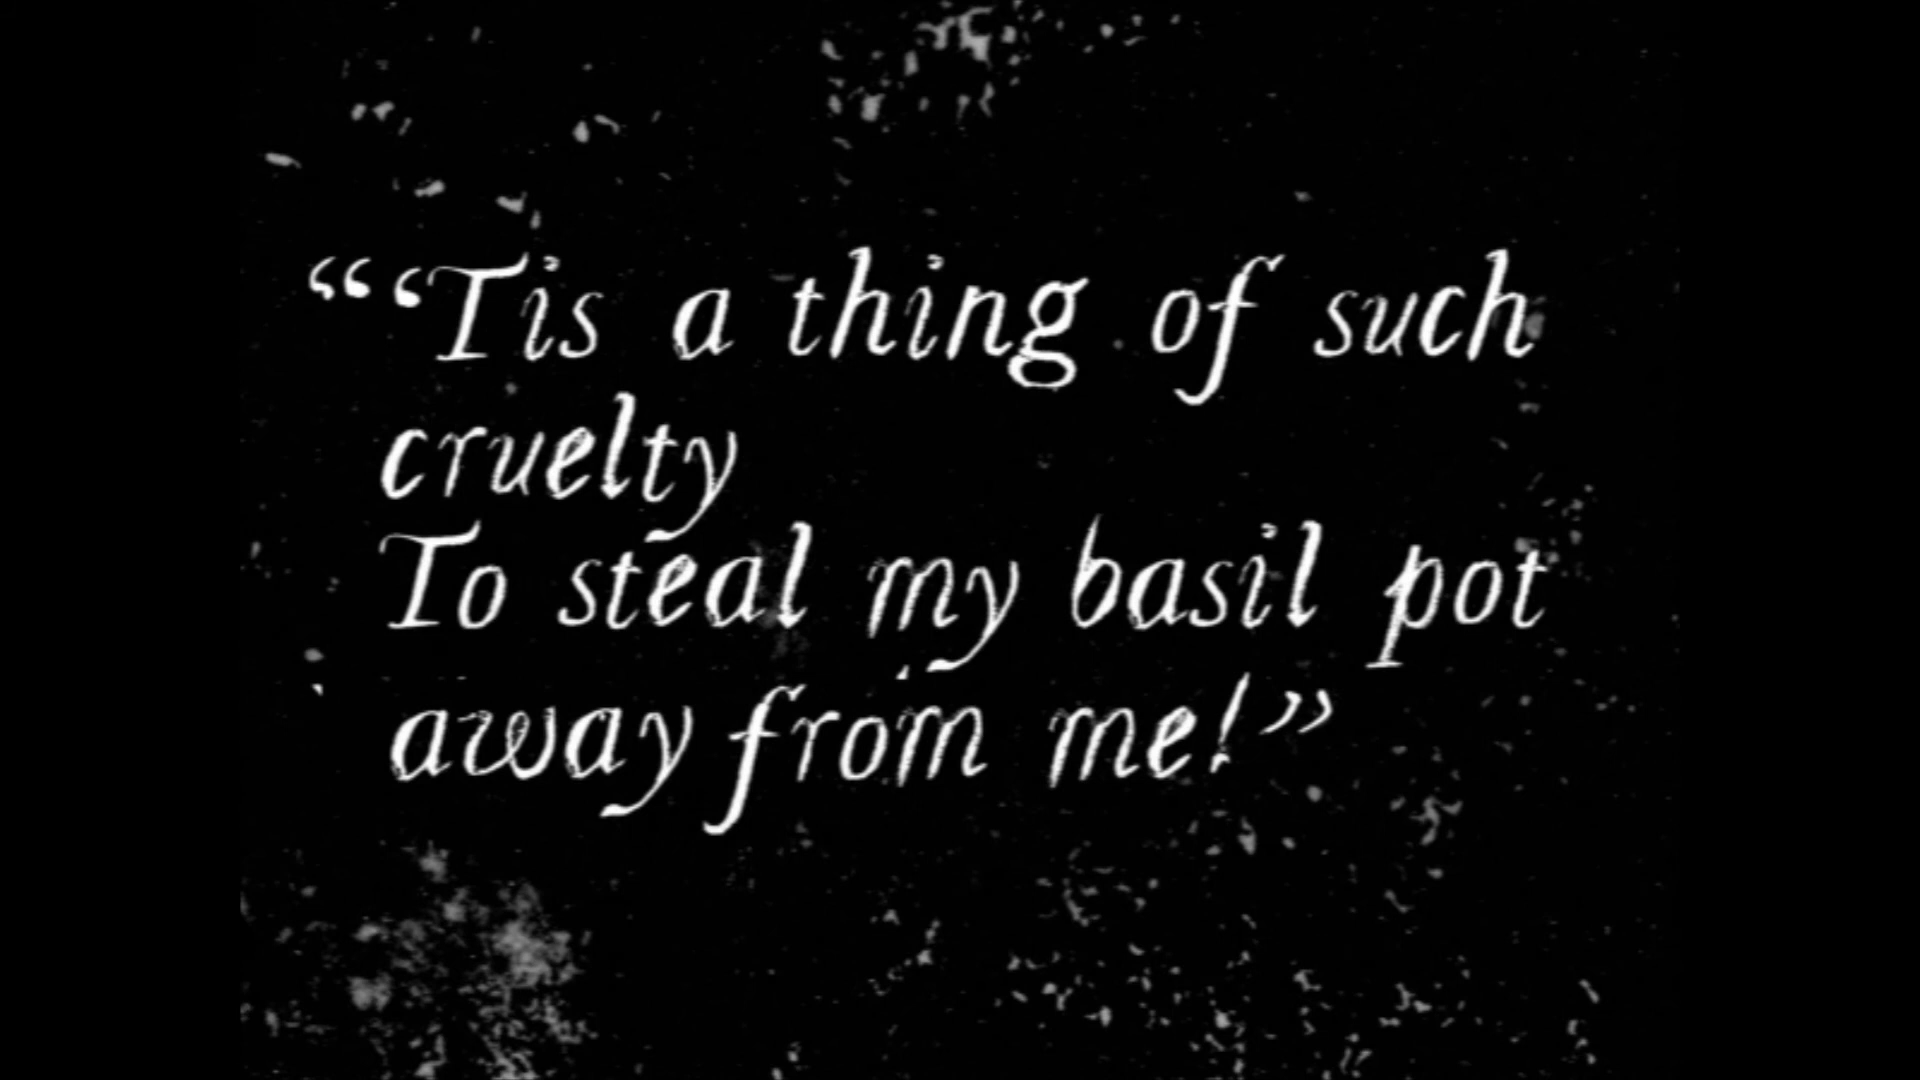 “‘Tis a thing of such
cruelty
To steal my basil pot
away from me!”